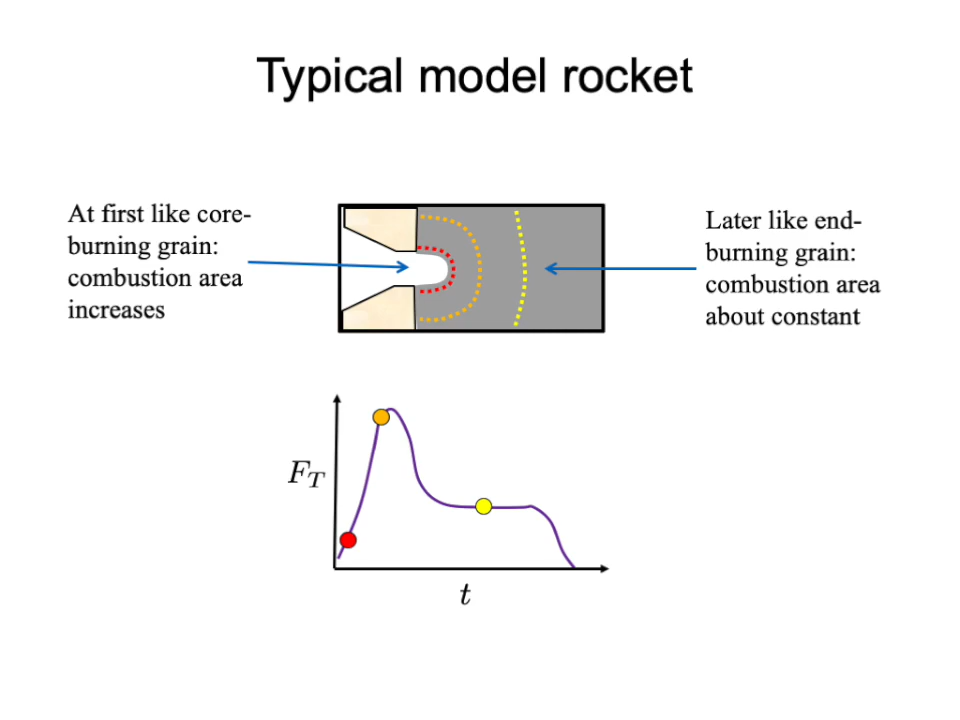 Typical model rocket
At first like core-
burning grain:
combustion area
increases
Later like end-
burning grain:
combustion area
about constant
F_T
t